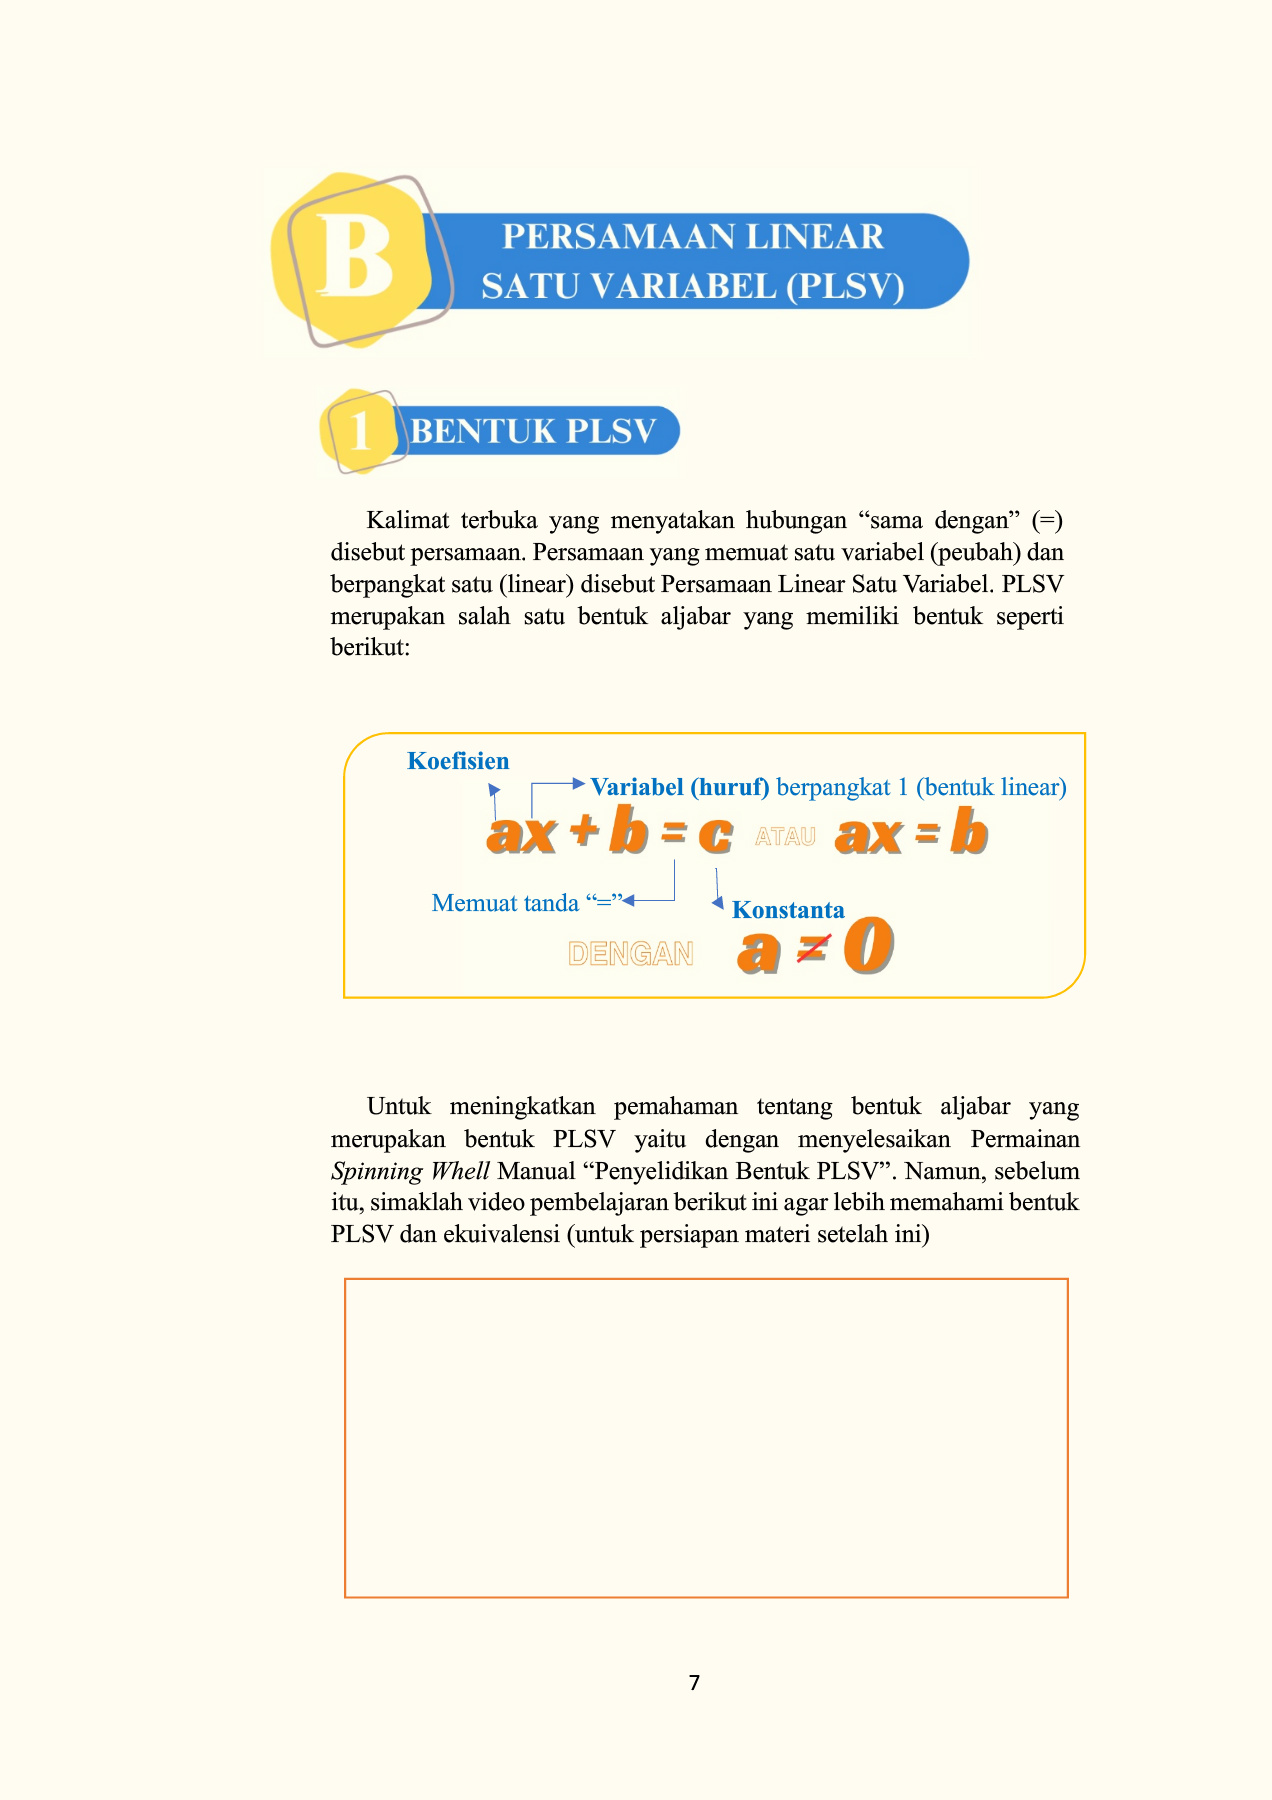 B
PERSAMAAN LINEAR
SATU VARIABEL (PLSV)
1
BENTUK PLSV
Kalimat terbuka yang menyatakan hubungan “sama dengan” (=)
disebut persamaan. Persamaan yang memuat satu variabel (peubah) dan
berpangkat satu (linear) disebut Persamaan Linear Satu Variabel. PLSV
merupakan salah satu bentuk aljabar yang memiliki bentuk seperti
berikut:
Koefisien
Variabel (huruf) berpangkat 1 (bentuk linear)
ax + b = c ATAU ax = b
Memuat tanda “=”
Konstanta
DENGAN a ≠ 0
Untuk meningkatkan pemahaman tentang bentuk aljabar yang
merupakan bentuk PLSV yaitu dengan menyelesaikan Permainan
Spinning Whell Manual “Penyelidikan Bentuk PLSV”. Namun, sebelum
itu, simaklah video pembelajaran berikut ini agar lebih memahami bentuk
PLSV dan ekuivalensi (untuk persiapan materi setelah ini)
7